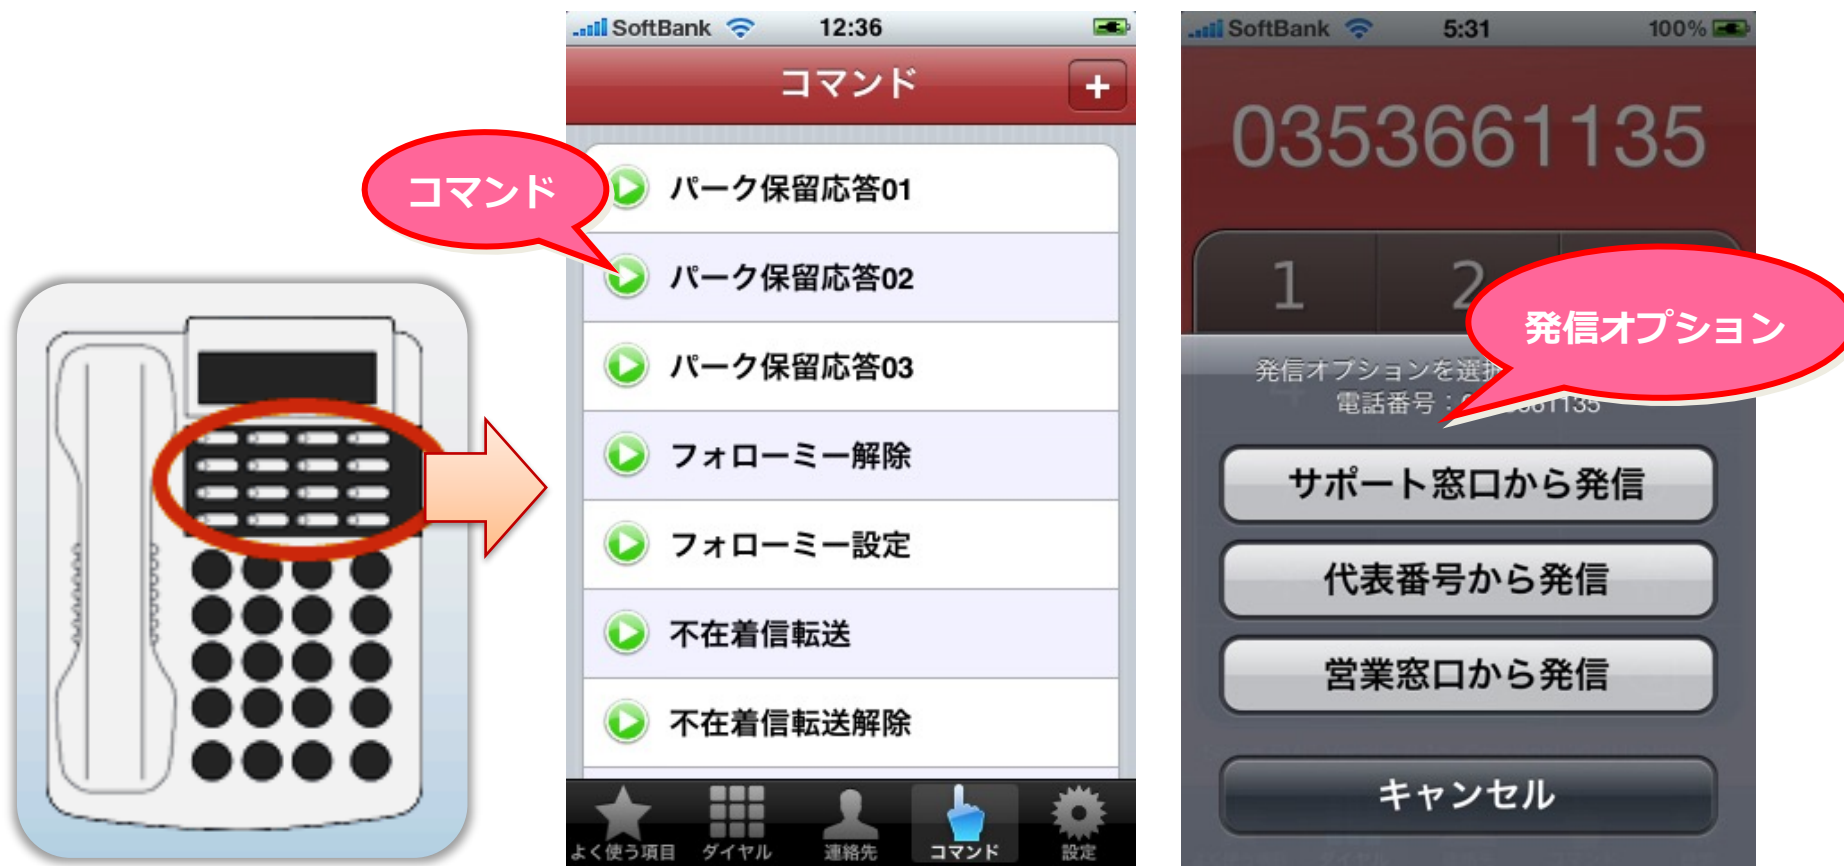 SoftBank 12:36
コマンド
+
コマンド
パーク保留応答01
パーク保留応答02
パーク保留応答03
フォローミー解除
フォローミー設定
不在着信転送
不在着信転送解除
よく使う項目 ダイヤル 連絡先 コマンド 設定
SoftBank 5:31 100%
0353661135
1 2
発信オプション
発信オプションを選択
電話番号：0353661135
サポート窓口から発信
代表番号から発信
営業窓口から発信
キャンセル